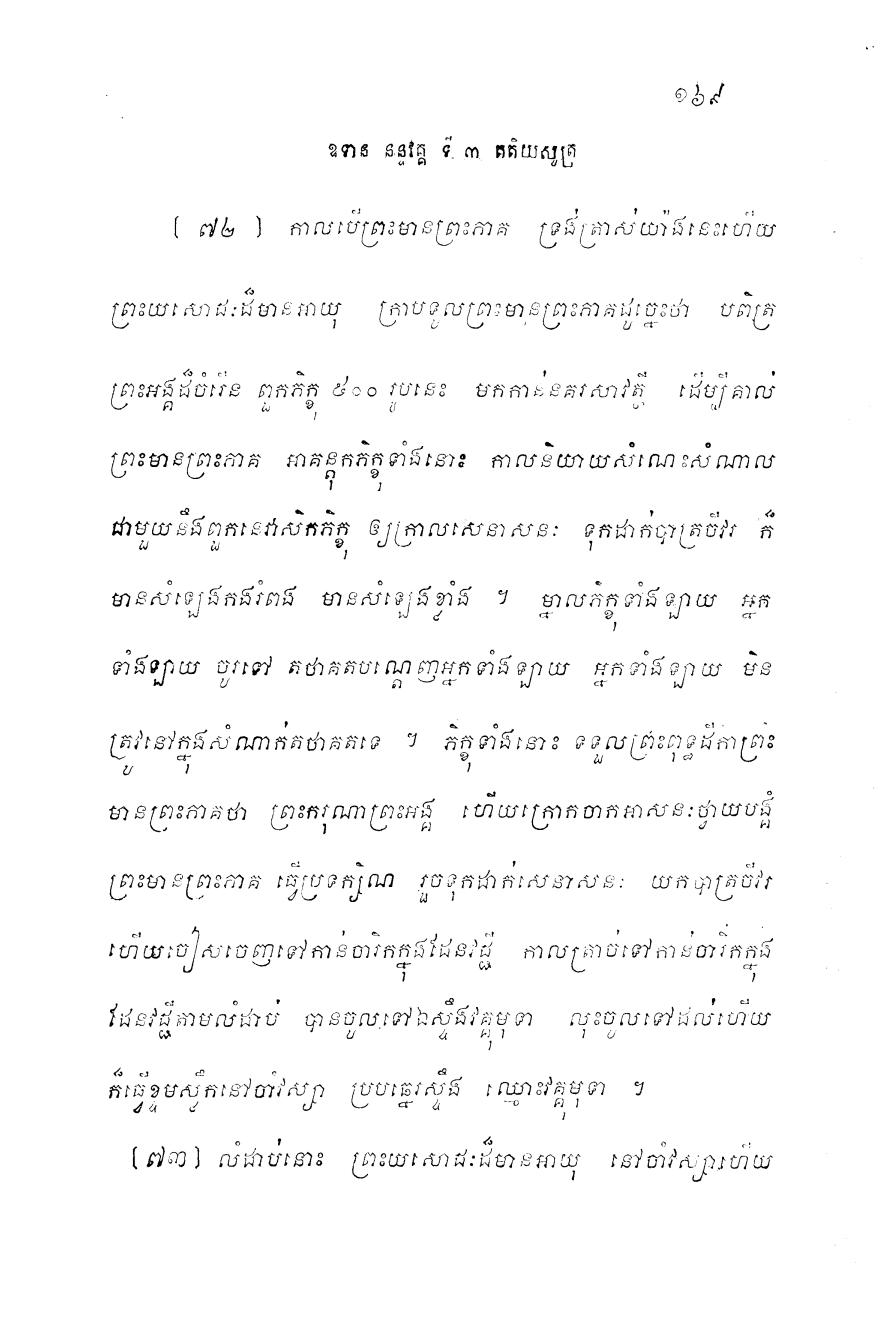 ១៦៩
ឧទាន នន្ទវគ្គ ទី ៣ តតិយសូត្រ
[ ៧២ ] កាលបើព្រះមានព្រះភាគ ទ្រង់ត្រាស់យ៉ាងនេះហើយ
ព្រះយសោជៈដ៏មានអាយុ ក្រាបទូលព្រះមានព្រះភាគដូច្នេះថា បពិត្រ
ព្រះអង្គដ៏ចំរើន ពួកភិក្ខុ ៥០០ រូបនេះ មកកាន់នគរសាវត្ថី ដើម្បីគាល់
ព្រះមានព្រះភាគ អាគន្តុកភិក្ខុទាំងនោះ កាលនិយាយសំណេះសំណាល
ជាមួយនឹងពួកនេវាសិកភិក្ខុ ឲ្យក្រាលសេនាសនៈ ទុកដាក់បាត្រចីវរ ក៏
មានសំឡេងកងរំពង មានសំឡេងខ្លាំង ។ ម្នាលភិក្ខុទាំងឡាយ អ្នក
ទាំងឡាយ ចូរទៅ តថាគតបណ្តេញអ្នកទាំងឡាយ អ្នកទាំងឡាយ មិន
ត្រូវនៅក្នុងសំណាក់តថាគតទេ ។ ភិក្ខុទាំងនោះ ទទួលព្រះពុទ្ធដីកាព្រះ
មានព្រះភាគថា ព្រះករុណាព្រះអង្គ ហើយក្រោកចាកអាសនៈថ្វាយបង្គំ
ព្រះមានព្រះភាគ ធ្វើប្រទក្សិណ រួចទុកដាក់សេនាសនៈ យកបាត្រចីវរ
ហើយចៀសចេញទៅកាន់ចារិកក្នុងដែនវជ្ជី កាលត្រាច់ទៅកាន់ចារិកក្នុង
ដែនវជ្ជីតាមលំដាប់ បានចូលទៅឯស្ទឹងវគ្គុមុទា លុះចូលទៅដល់ហើយ
ក៏ធ្វើខ្ទមស្លឹកនៅចាំវស្សា ប្របឆ្នេរស្ទឹង ឈ្មោះវគ្គុមុទា ។
[៧៣] លំដាប់នោះ ព្រះយសោជៈដ៏មានអាយុ នៅចាំវស្សាហើយ